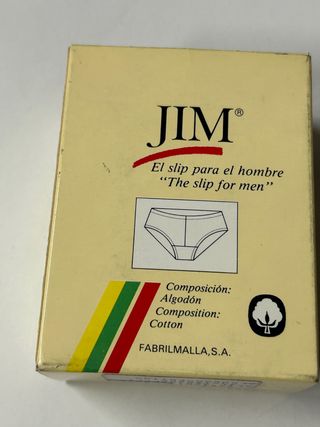 JIM®
El slip para el hombre
"The slip for men"
Composición:
Algodón
Composition:
Cotton
FABRILMALLA, S.A.